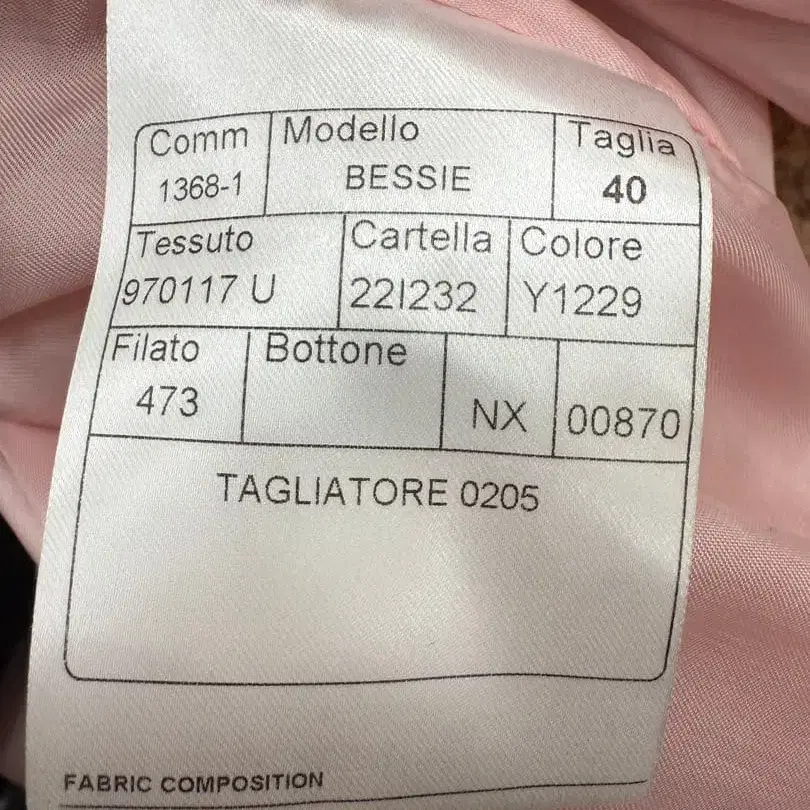 Comm Modello Taglia
1368-1 BESSIE 40
Tessuto Cartella Colore
970117 U 22I232 Y1229
Filato Bottone
473 NX 00870
TAGLIATORE 0205
FABRIC COMPOSITION